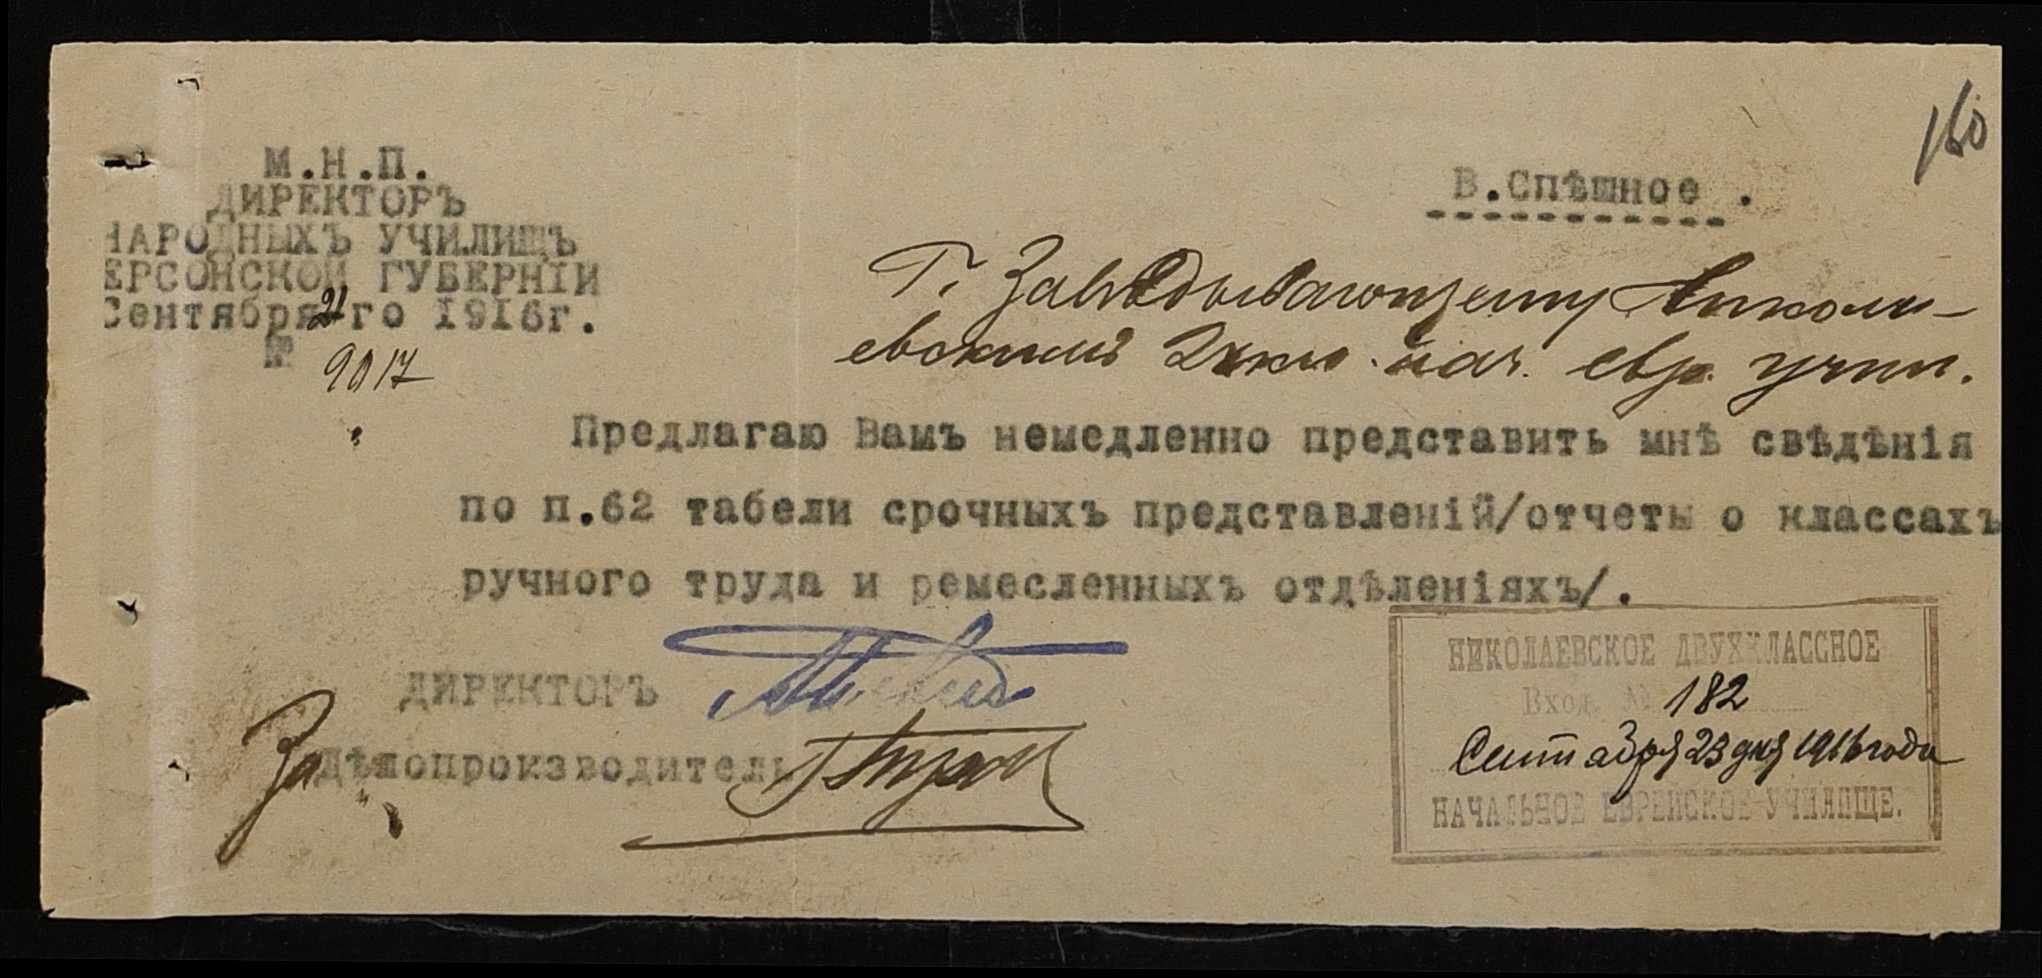 160
М.Н.П.
ДИРЕКТОРЪ
НАРОДНЫХЪ УЧИЛИЩЪ
ЕРСОНСКОЙ ГУБЕРНІИ
Сентября 21 го 1916г.
№ 9017
В.Спѣшное.
Г. Завѣдывающему Никола-
евскимъ 2хкл. нач. евр. учил.
Предлагаю Вамъ немедленно представить мнѣ свѣдѣнія
по п.62 табели срочныхъ представленій/отчеты о классахъ
ручного труда и ремесленныхъ отдѣленіяхъ/.
ДИРЕКТОРЪ
За Дѣлопроизводитель
НИКОЛАЕВСКОЕ ДВУХКЛАССНОЕ
Вход. № 182
Сентября 23 дня 1916 года
НАЧАЛЬНОЕ ЕВРЕЙСКОЕ УЧИЛИЩЕ.